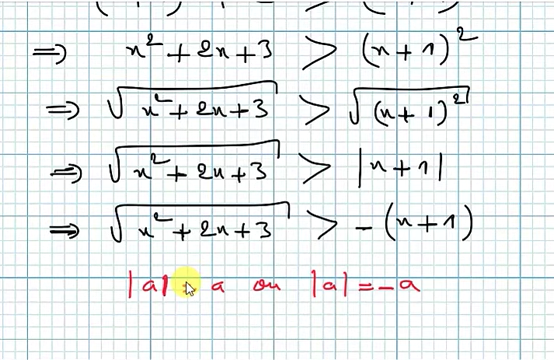 ⇒ x² + 2x + 3 > (x + 1)²
⇒ √(x² + 2x + 3) > √((x + 1)²)
⇒ √(x² + 2x + 3) > |x + 1|
⇒ √(x² + 2x + 3) > -(x + 1)
|a| = a ou |a| = -a